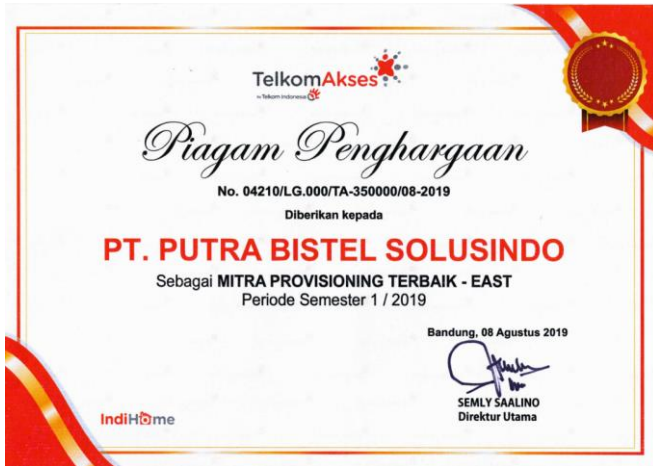 TelkomAkses
by Telkom Indonesia
Piagam Penghargaan
No. 04210/LG.000/TA-350000/08-2019
Diberikan kepada
PT. PUTRA BISTEL SOLUSINDO
Sebagai MITRA PROVISIONING TERBAIK - EAST
Periode Semester 1 / 2019
Bandung, 08 Agustus 2019
SEMLY SAALINO
Direktur Utama
IndiHome